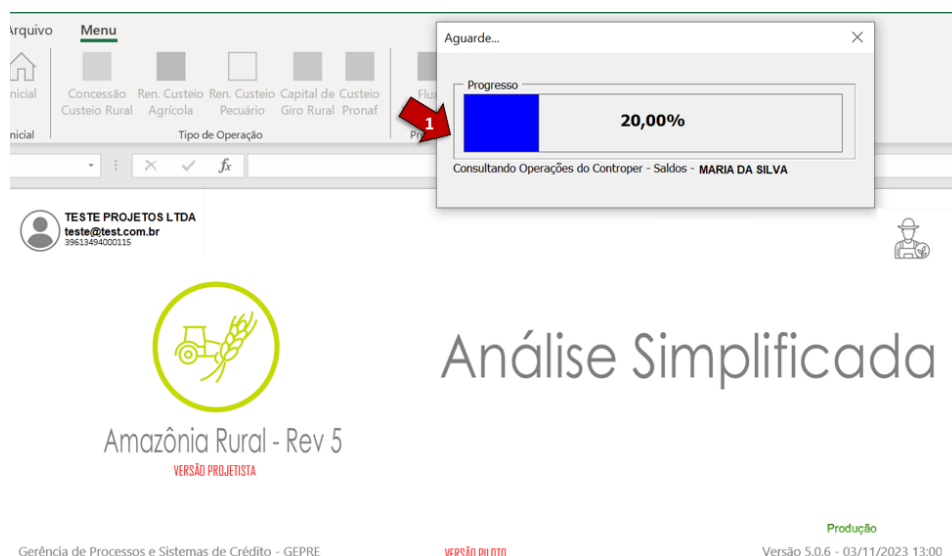 Arquivo Menu
Aguarde...
Inicial
Concessão Custeio Rural
Ren. Custeio Agrícola
Ren. Custeio Pecuário
Capital de Giro Rural
Custeio Pronaf
Inicial
Tipo de Operação
Progresso
1
20,00%
Consultando Operações do Controper - Saldos - MARIA DA SILVA
fx
TESTE PROJETOS LTDA
teste@test.com.br
39613494000115
Análise Simplificada
Amazônia Rural - Rev 5
VERSÃO PROJETISTA
Produção
Gerência de Processos e Sistemas de Crédito - GEPRE
VERSÃO PILOTO
Versão 5.0.6 - 03/11/2023 13:00